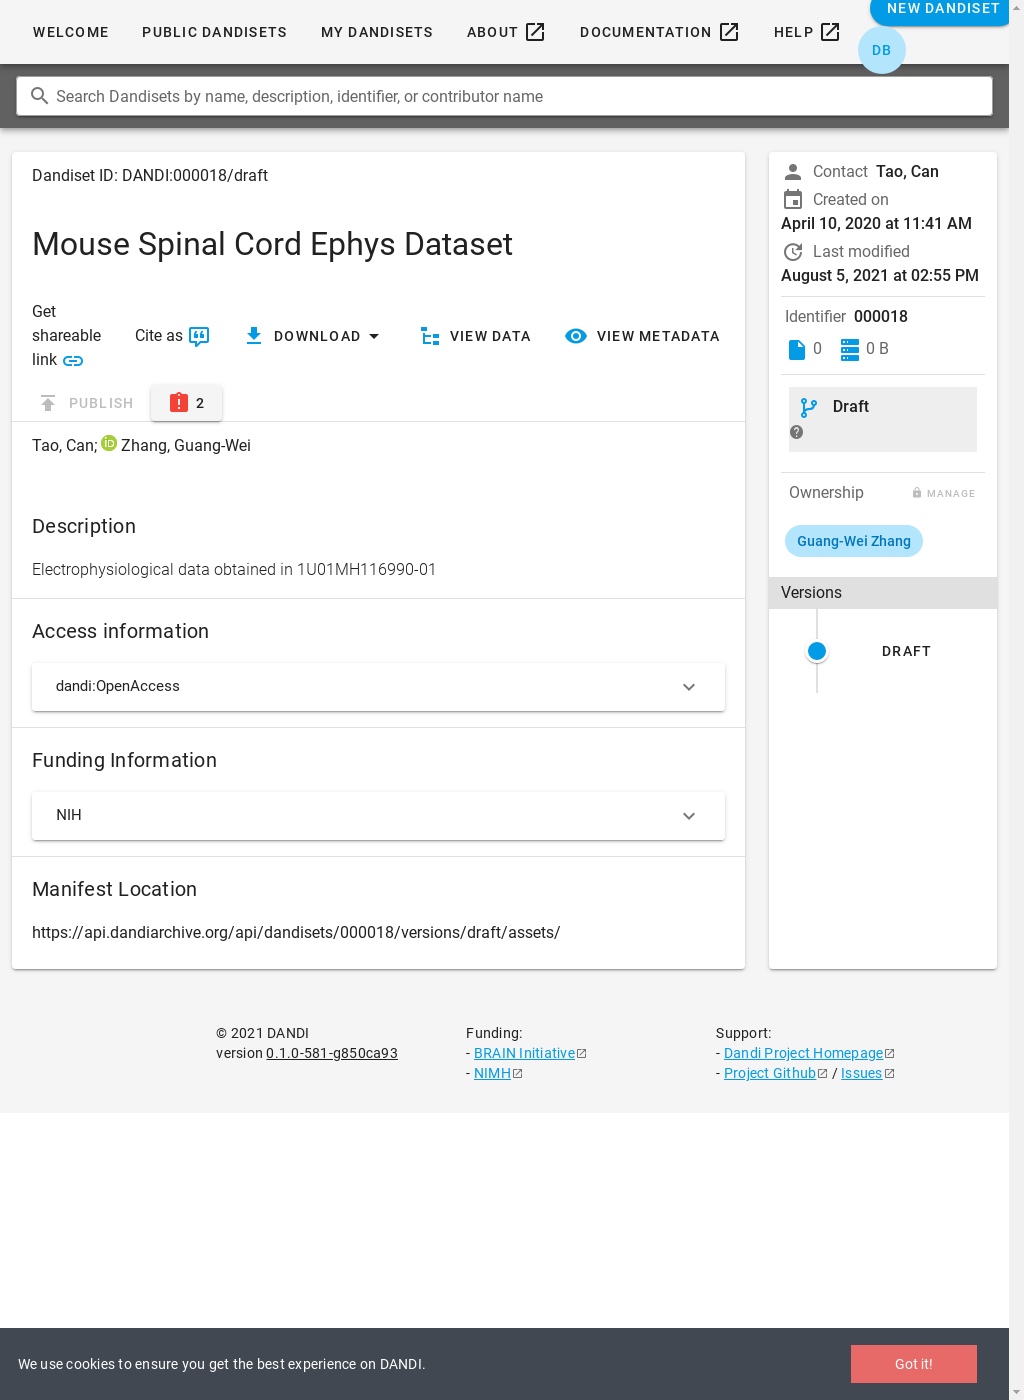 WELCOME PUBLIC DANDISETS MY DANDISETS ABOUT DOCUMENTATION HELP NEW DANDISET
DB
Search Dandisets by name, description, identifier, or contributor name
Dandiset ID: DANDI:000018/draft
Mouse Spinal Cord Ephys Dataset
Get
shareable
link
Cite as
DOWNLOAD
VIEW DATA
VIEW METADATA
PUBLISH
2
Tao, Can; iD Zhang, Guang-Wei
Description
Electrophysiological data obtained in 1U01MH116990-01
Access information
dandi:OpenAccess
Funding Information
NIH
Manifest Location
https://api.dandiarchive.org/api/dandisets/000018/versions/draft/assets/
Contact Tao, Can
Created on
April 10, 2020 at 11:41 AM
Last modified
August 5, 2021 at 02:55 PM
Identifier 000018
0 0 B
Draft
Ownership MANAGE
Guang-Wei Zhang
Versions
DRAFT
© 2021 DANDI
version 0.1.0-581-g850ca93
Funding:
- BRAIN Initiative
- NIMH
Support:
- Dandi Project Homepage
- Project Github / Issues
We use cookies to ensure you get the best experience on DANDI.
Got it!